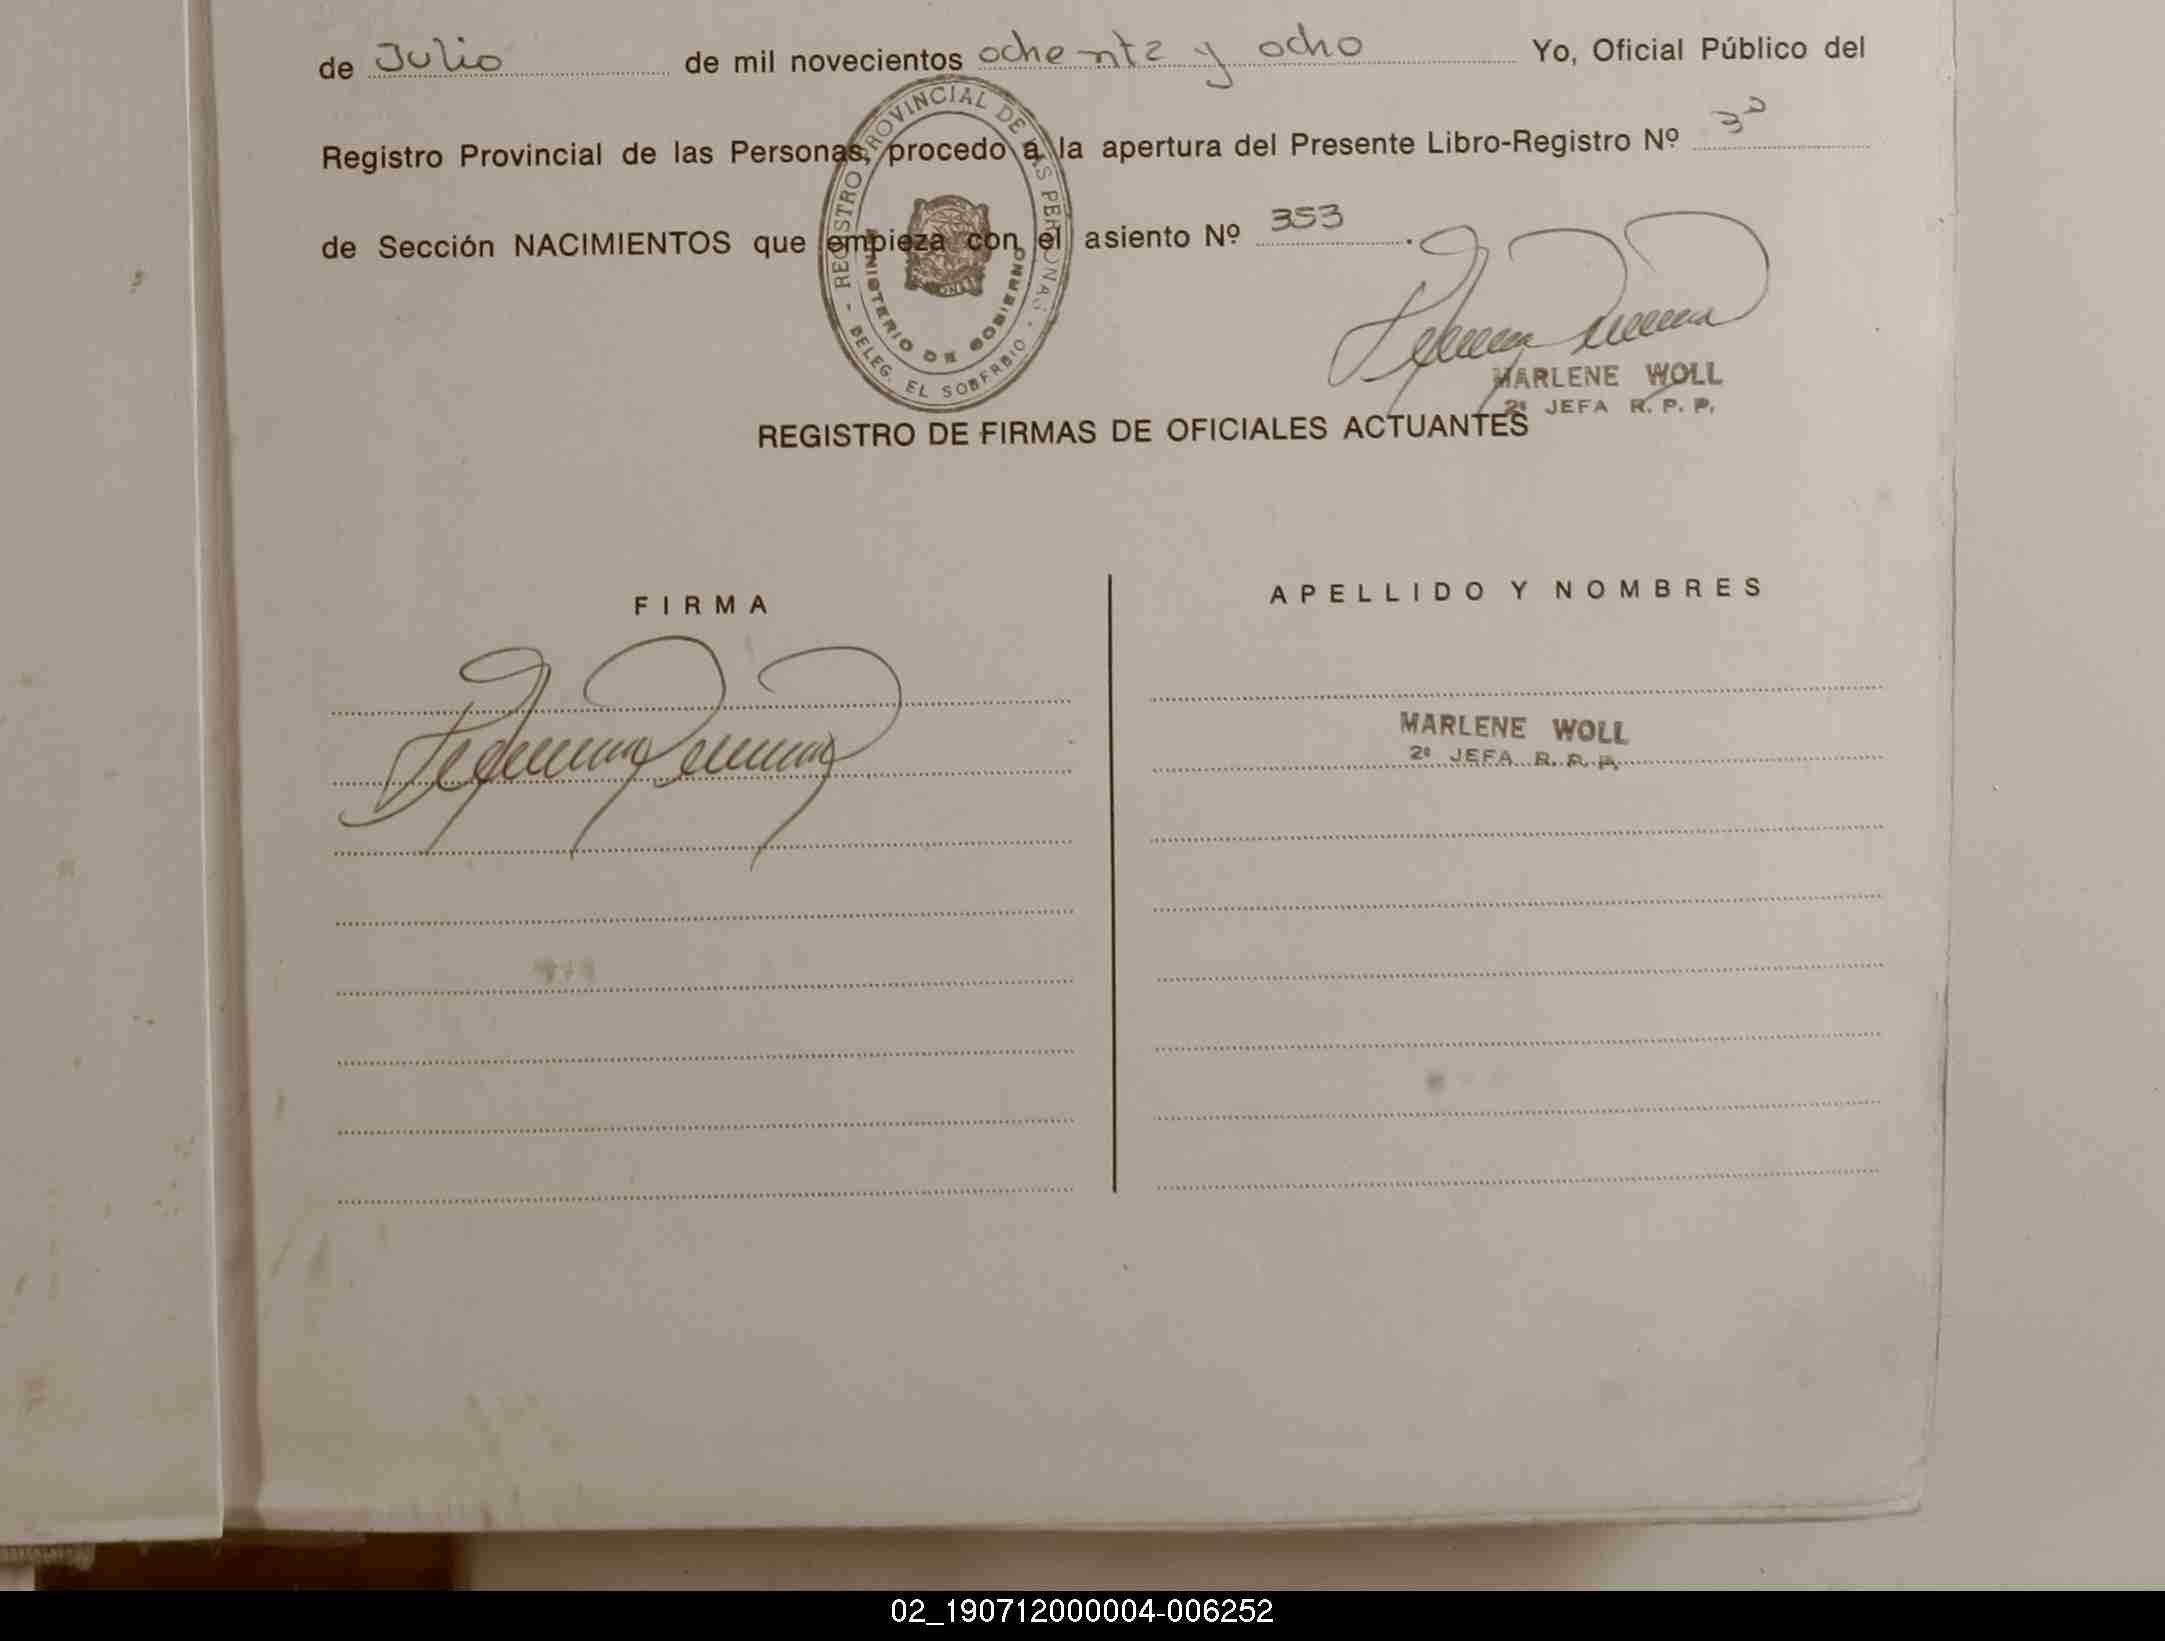 de Julio de mil novecientos ochenta y ocho Yo, Oficial Público del
Registro Provincial de las Personas, procedo a la apertura del Presente Libro-Registro Nº 3º
de Sección NACIMIENTOS que empieza con el asiento Nº 353.
- REGISTRO PROVINCIAL DE LAS PERSONAS -
MINISTERIO DE GOBIERNO
DELEG. EL SOBERBIO
MARLENE WOLL
2ª JEFA R. P. P.
REGISTRO DE FIRMAS DE OFICIALES ACTUANTES
FIRMA
APELLIDO Y NOMBRES
MARLENE WOLL
2ª JEFA R. P. P.
02_190712000004-006252